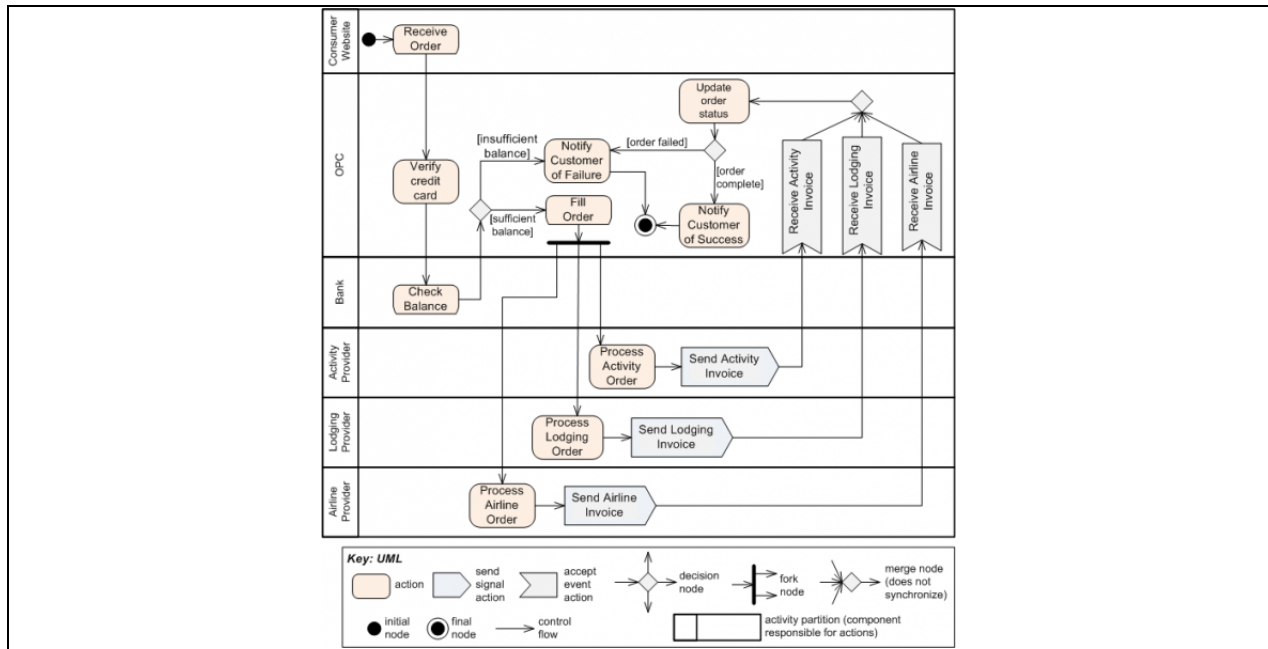 Consumer
Website
Receive
Order
OPC
Update
order
status
[insufficient
balance]
Notify
Customer
of Failure
[order failed]
[order
complete]
Verify
credit
card
Fill
Order
[sufficient
balance]
Notify
Customer
of Success
Receive Activity
Invoice
Receive Lodging
Invoice
Receive Airline
Invoice
Bank
Check
Balance
Activity
Provider
Process
Activity
Order
Send Activity
Invoice
Lodging
Provider
Process
Lodging
Order
Send Lodging
Invoice
Airline
Provider
Process
Airline
Order
Send Airline
Invoice
Key: UML
action
send
signal
action
accept
event
action
decision
node
fork
node
merge node
(does not
synchronize)
initial
node
final
node
control
flow
activity partition (component
responsible for actions)